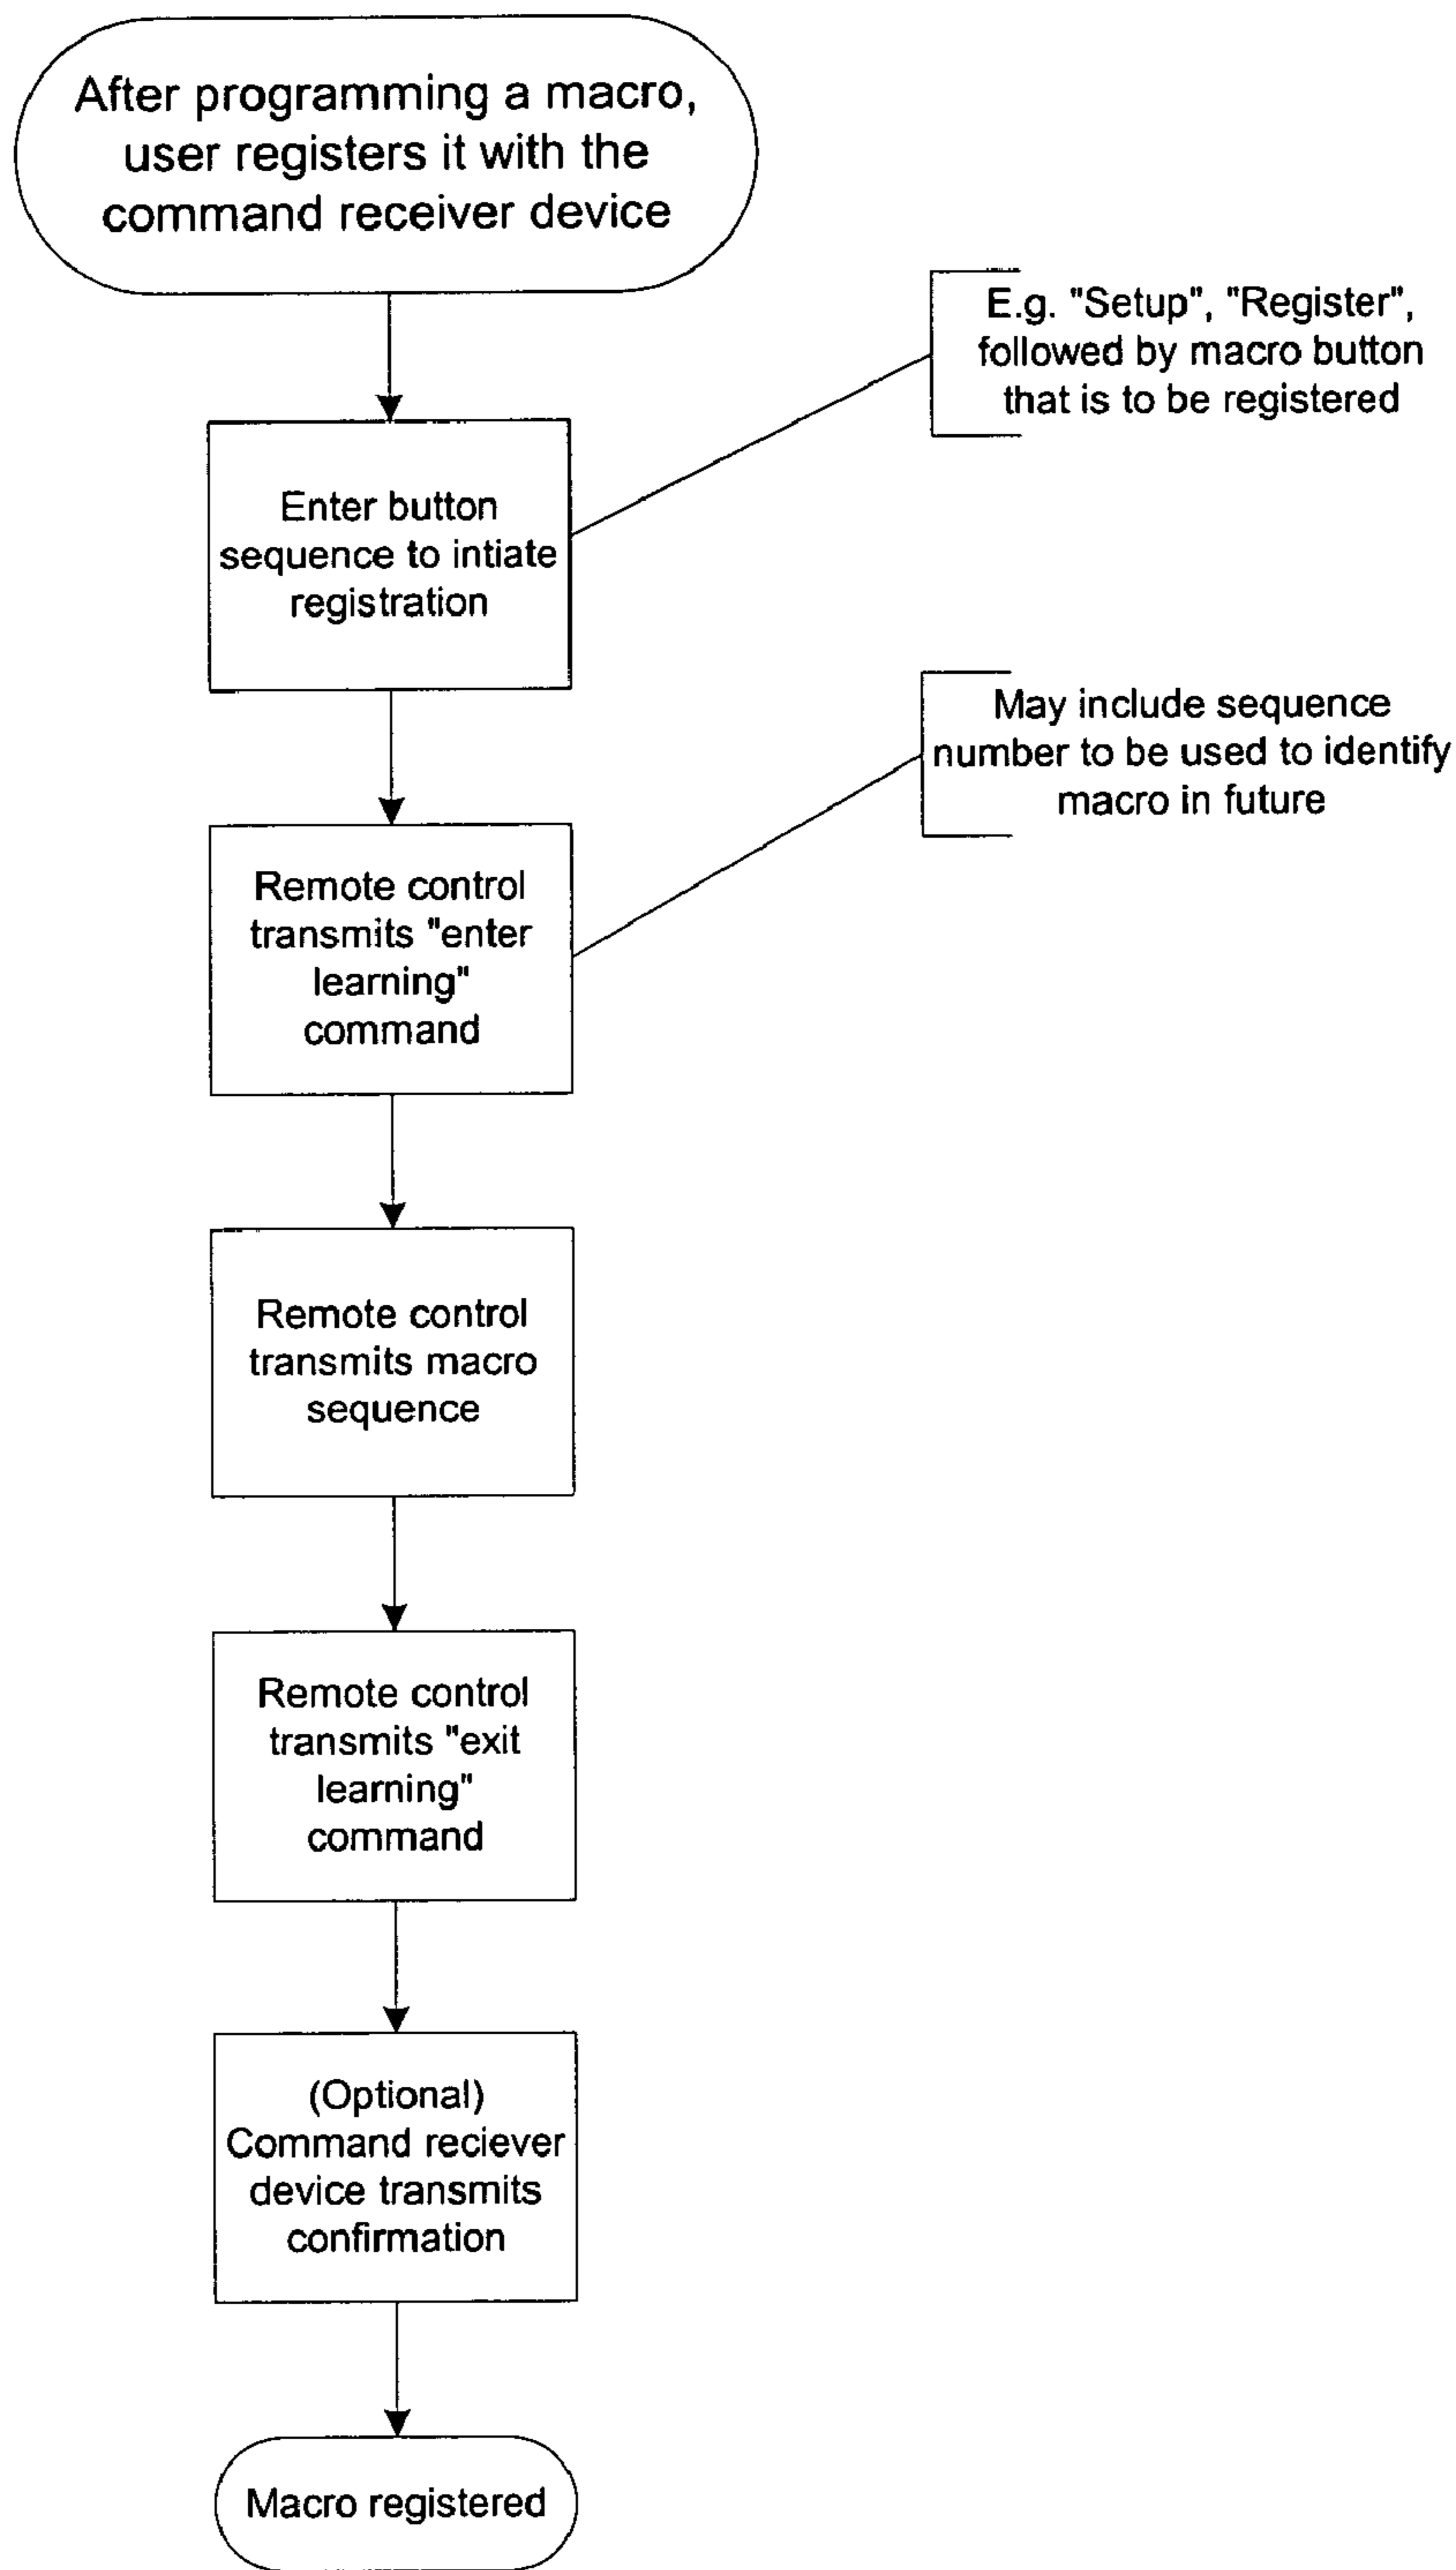 After programming a macro,
user registers it with the
command receiver device
E.g. "Setup", "Register",
followed by macro button
that is to be registered
Enter button
sequence to intiate
registration
May include sequence
number to be used to identify
macro in future
Remote control
transmits "enter
learning"
command
Remote control
transmits macro
sequence
Remote control
transmits "exit
learning"
command
(Optional)
Command reciever
device transmits
confirmation
Macro registered